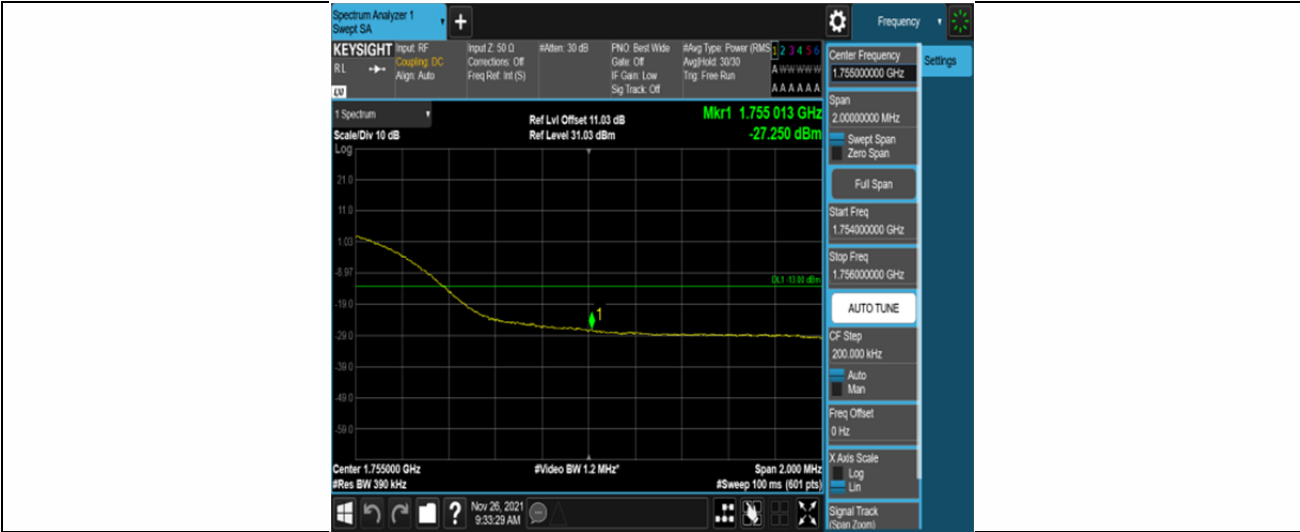 Spectrum Analyzer 1
Swept SA
+
Frequency
KEYSIGHT
Input: RF
Coupling: DC
Align: Auto
RL
Input Z: 50 Ω
Corrections: Off
Freq Ref: Int (S)
#Atten: 30 dB
PNO: Best Wide
Gate: Off
IF Gain: Low
Sig Track: Off
#Avg Type: Power (RMS
Avg|Hold: 30/30
Trig: Free Run
1 2 3 4 5 6
A W W W W W
A A A A A A
1 Spectrum
Scale/Div 10 dB
Log
Ref Lvl Offset 11.03 dB
Ref Level 31.03 dBm
Mkr1 1.755 013 GHz
-27.250 dBm
21.0
11.0
1.03
-8.97
-19.0
-29.0
-39.0
-49.0
-59.0
DL1 -13.00 dBm
1
Center 1.755000 GHz
#Res BW 390 kHz
#Video BW 1.2 MHz*
Span 2.000 MHz
#Sweep 100 ms (601 pts)
?
Nov 26, 2021
9:33:29 AM
Center Frequency
1.755000000 GHz
Settings
Span
2.00000000 MHz
Swept Span
Zero Span
Full Span
Start Freq
1.754000000 GHz
Stop Freq
1.756000000 GHz
AUTO TUNE
CF Step
200.000 kHz
Auto
Man
Freq Offset
0 Hz
X Axis Scale
Log
Lin
Signal Track
(Span Zoom)